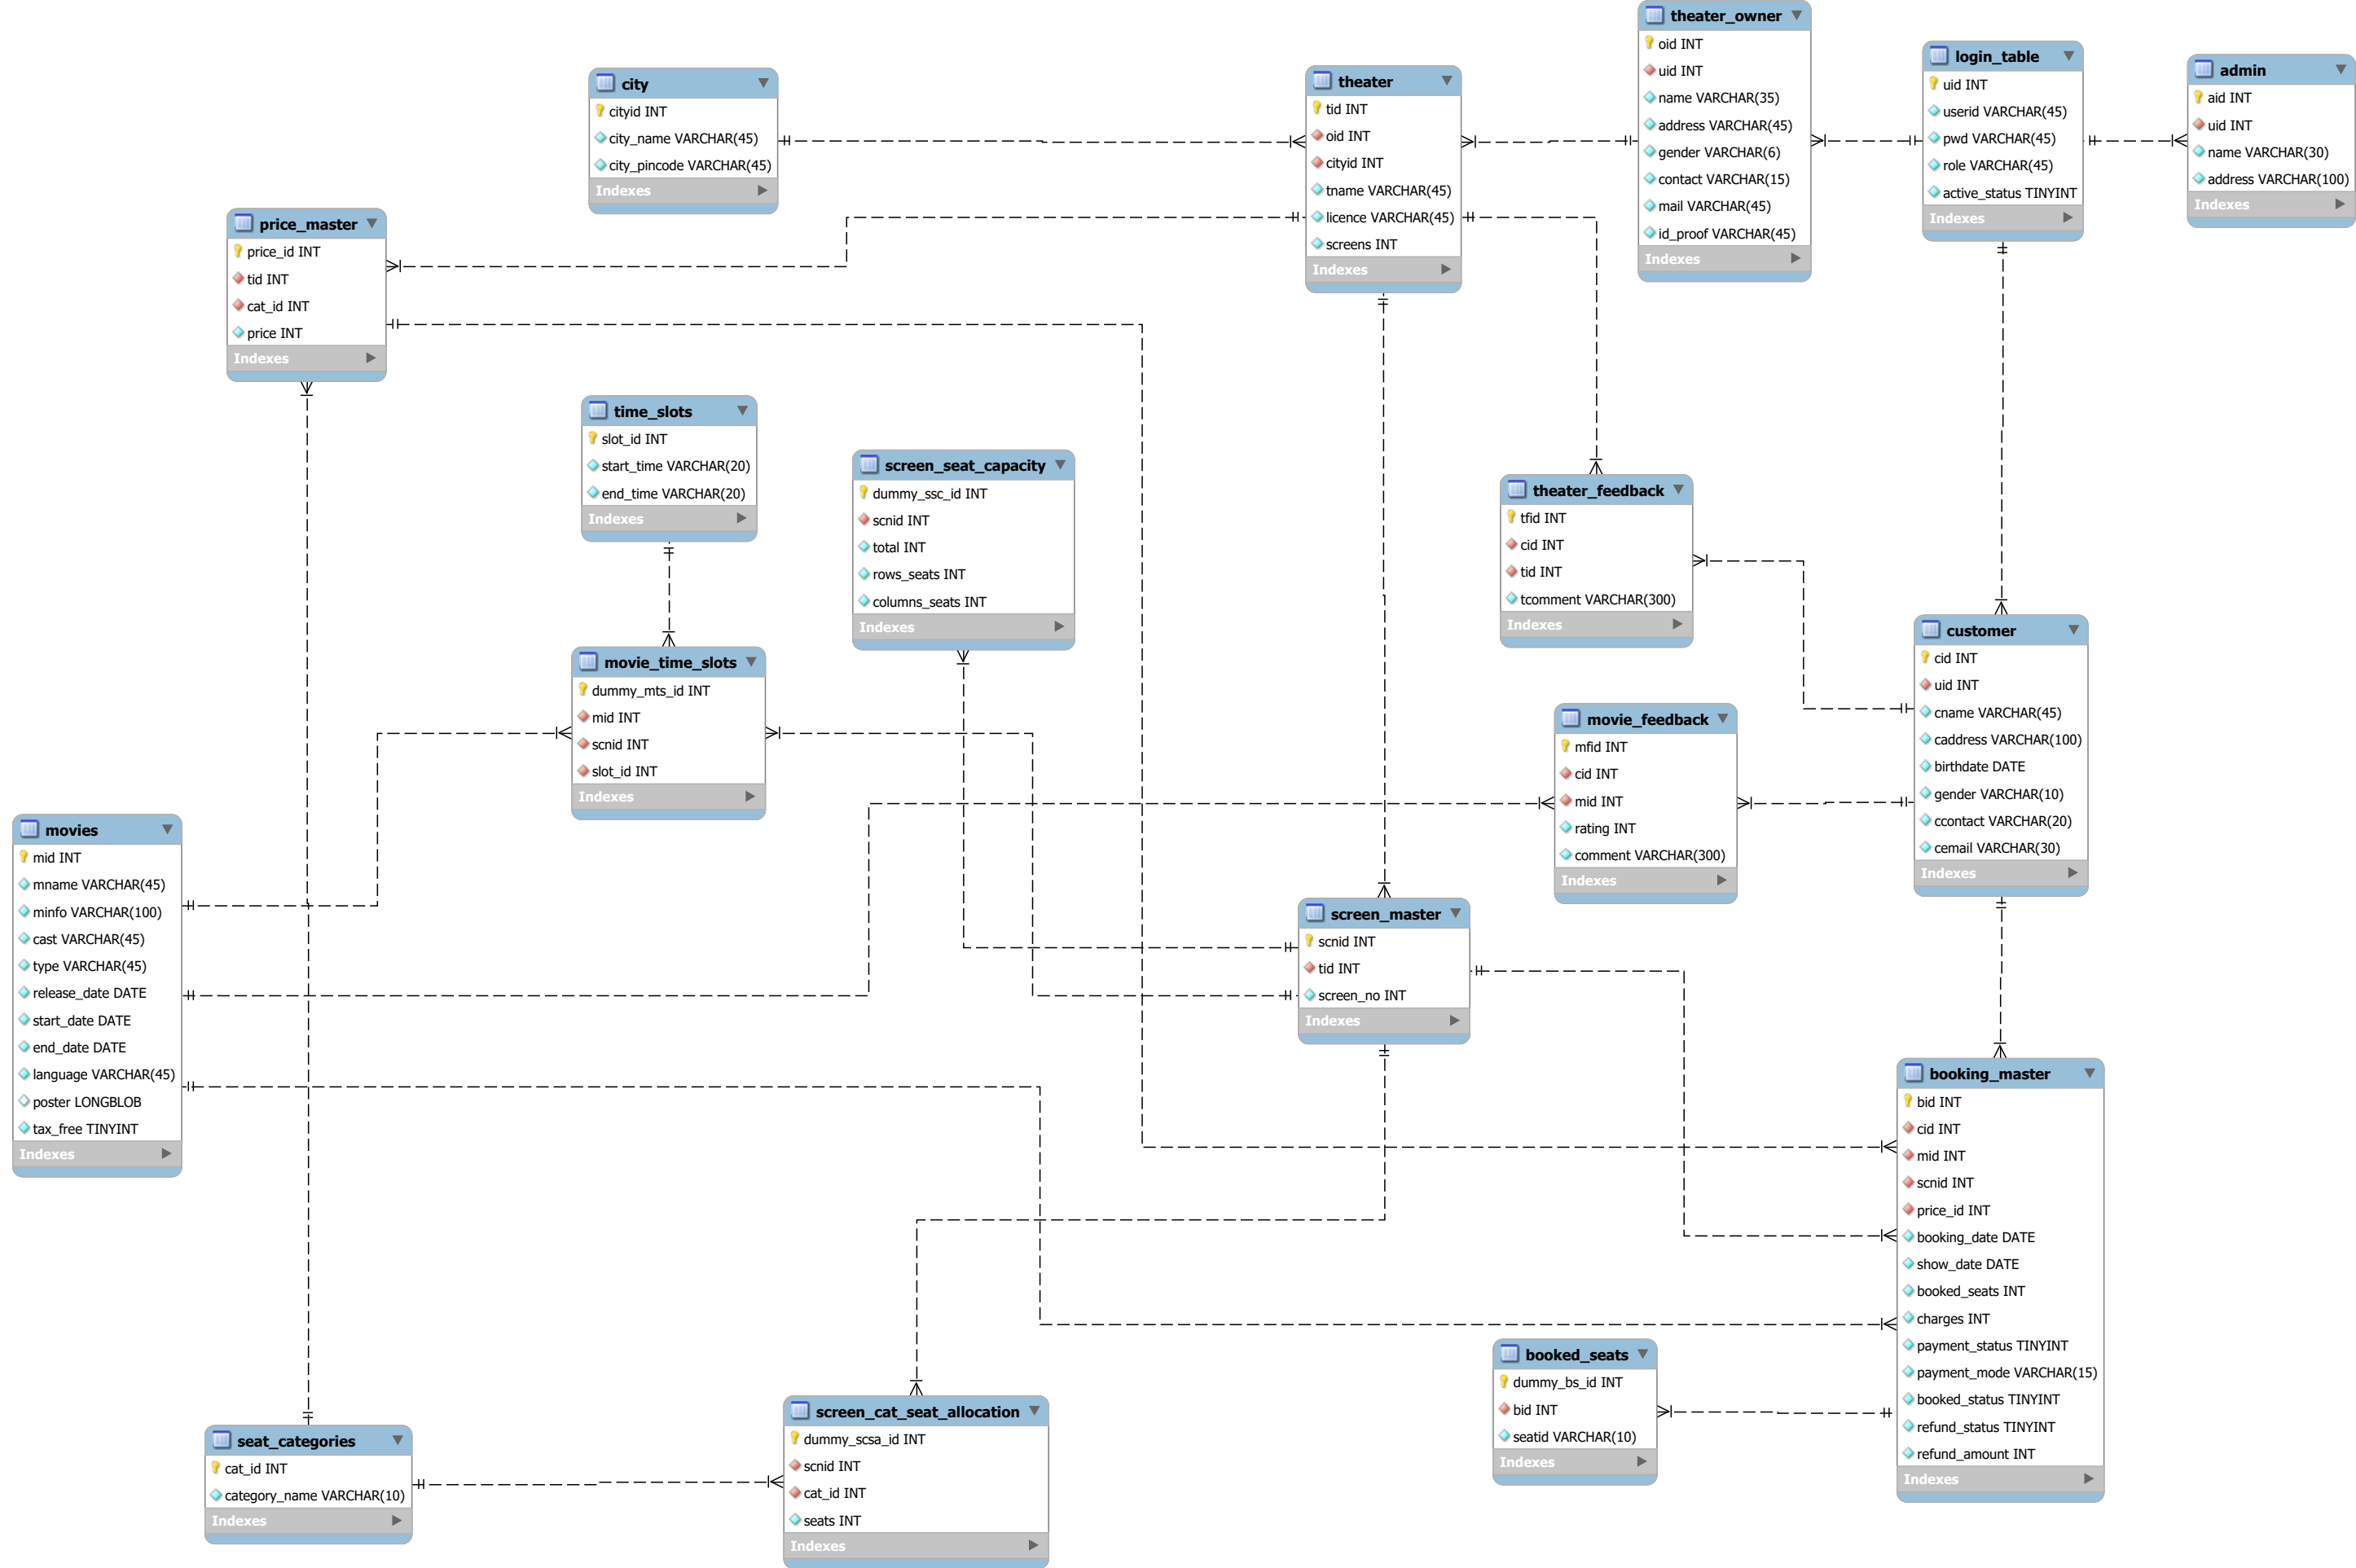 theater_owner
oid INT
uid INT
name VARCHAR(35)
address VARCHAR(45)
gender VARCHAR(6)
contact VARCHAR(15)
mail VARCHAR(45)
id_proof VARCHAR(45)
Indexes
login_table
uid INT
userid VARCHAR(45)
pwd VARCHAR(45)
role VARCHAR(45)
active_status TINYINT
Indexes
admin
aid INT
uid INT
name VARCHAR(30)
address VARCHAR(100)
Indexes
city
cityid INT
city_name VARCHAR(45)
city_pincode VARCHAR(45)
Indexes
theater
tid INT
oid INT
cityid INT
tname VARCHAR(45)
licence VARCHAR(45)
screens INT
Indexes
price_master
price_id INT
tid INT
cat_id INT
price INT
Indexes
time_slots
slot_id INT
start_time VARCHAR(20)
end_time VARCHAR(20)
Indexes
screen_seat_capacity
dummy_ssc_id INT
scnid INT
total INT
rows_seats INT
columns_seats INT
Indexes
theater_feedback
tfid INT
cid INT
tid INT
tcomment VARCHAR(300)
Indexes
customer
cid INT
uid INT
cname VARCHAR(45)
caddress VARCHAR(100)
birthdate DATE
gender VARCHAR(10)
ccontact VARCHAR(20)
cemail VARCHAR(30)
Indexes
movie_time_slots
dummy_mts_id INT
mid INT
scnid INT
slot_id INT
Indexes
movie_feedback
mfid INT
cid INT
mid INT
rating INT
comment VARCHAR(300)
Indexes
movies
mid INT
mname VARCHAR(45)
minfo VARCHAR(100)
cast VARCHAR(45)
type VARCHAR(45)
release_date DATE
start_date DATE
end_date DATE
language VARCHAR(45)
poster LONGBLOB
tax_free TINYINT
Indexes
screen_master
scnid INT
tid INT
screen_no INT
Indexes
booking_master
bid INT
cid INT
mid INT
scnid INT
price_id INT
booking_date DATE
show_date DATE
booked_seats INT
charges INT
payment_status TINYINT
payment_mode VARCHAR(15)
booked_status TINYINT
refund_status TINYINT
refund_amount INT
Indexes
booked_seats
dummy_bs_id INT
bid INT
seatid VARCHAR(10)
Indexes
seat_categories
cat_id INT
category_name VARCHAR(10)
Indexes
screen_cat_seat_allocation
dummy_scsa_id INT
scnid INT
cat_id INT
seats INT
Indexes